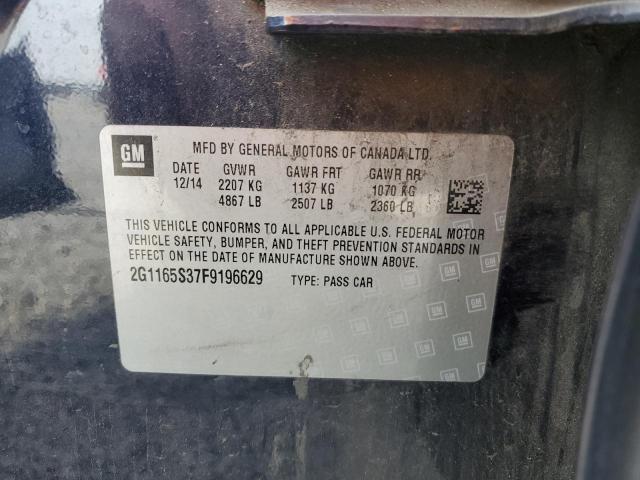 GM
MFD BY GENERAL MOTORS OF CANADA LTD.
DATE GVWR GAWR FRT GAWR RR
12/14 2207 KG 1137 KG 1070 KG
4867 LB 2507 LB 2360 LB
THIS VEHICLE CONFORMS TO ALL APPLICABLE U.S. FEDERAL MOTOR
VEHICLE SAFETY, BUMPER, AND THEFT PREVENTION STANDARDS IN
EFFECT ON THE DATE OF MANUFACTURE SHOWN ABOVE.
2G1165S37F9196629 TYPE: PASS CAR